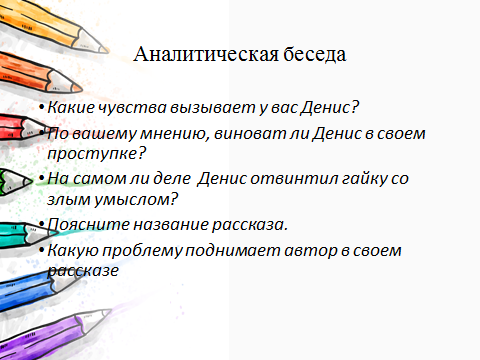 Аналитическая беседа
• Какие чувства вызывает у вас Денис?
• По вашему мнению, виноват ли Денис в своем
проступке?
• На самом ли деле Денис отвинтил гайку со
злым умыслом?
• Поясните название рассказа.
• Какую проблему поднимает автор в своем
рассказе